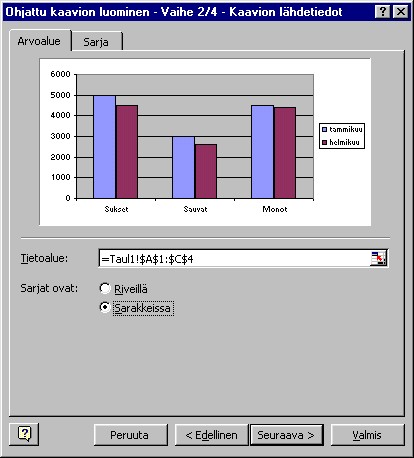 Ohjattu kaavion luominen - Vaihe 2/4 - Kaavion lähdetiedot
Arvoalue
Sarja
6000
5000
4000
3000
2000
1000
0
Sukset Sauvat Monot
tammikuu
helmikuu
Tietoalue: =Taul1!$A$1:$C$4
Sarjat ovat: Riveillä
Sarakkeissa
Peruuta < Edellinen Seuraava > Valmis